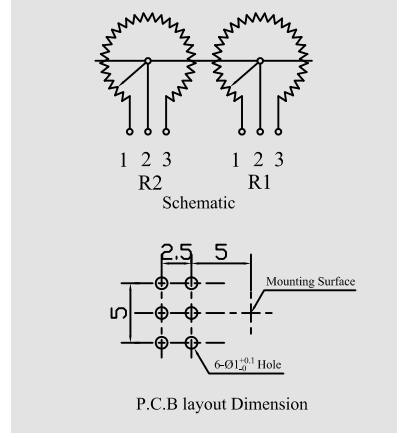 1 2 3 1 2 3
R2 R1
Schematic
2.5 5
Mounting Surface
5
6-Ø1+0.1-0 Hole
P.C.B layout Dimension